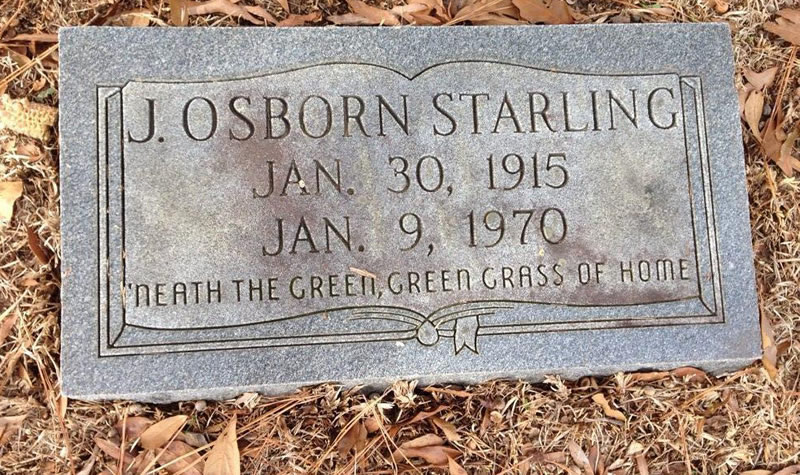 J. OSBORN STARLING
JAN. 30, 1915
JAN. 9, 1970
'NEATH THE GREEN, GREEN GRASS OF HOME